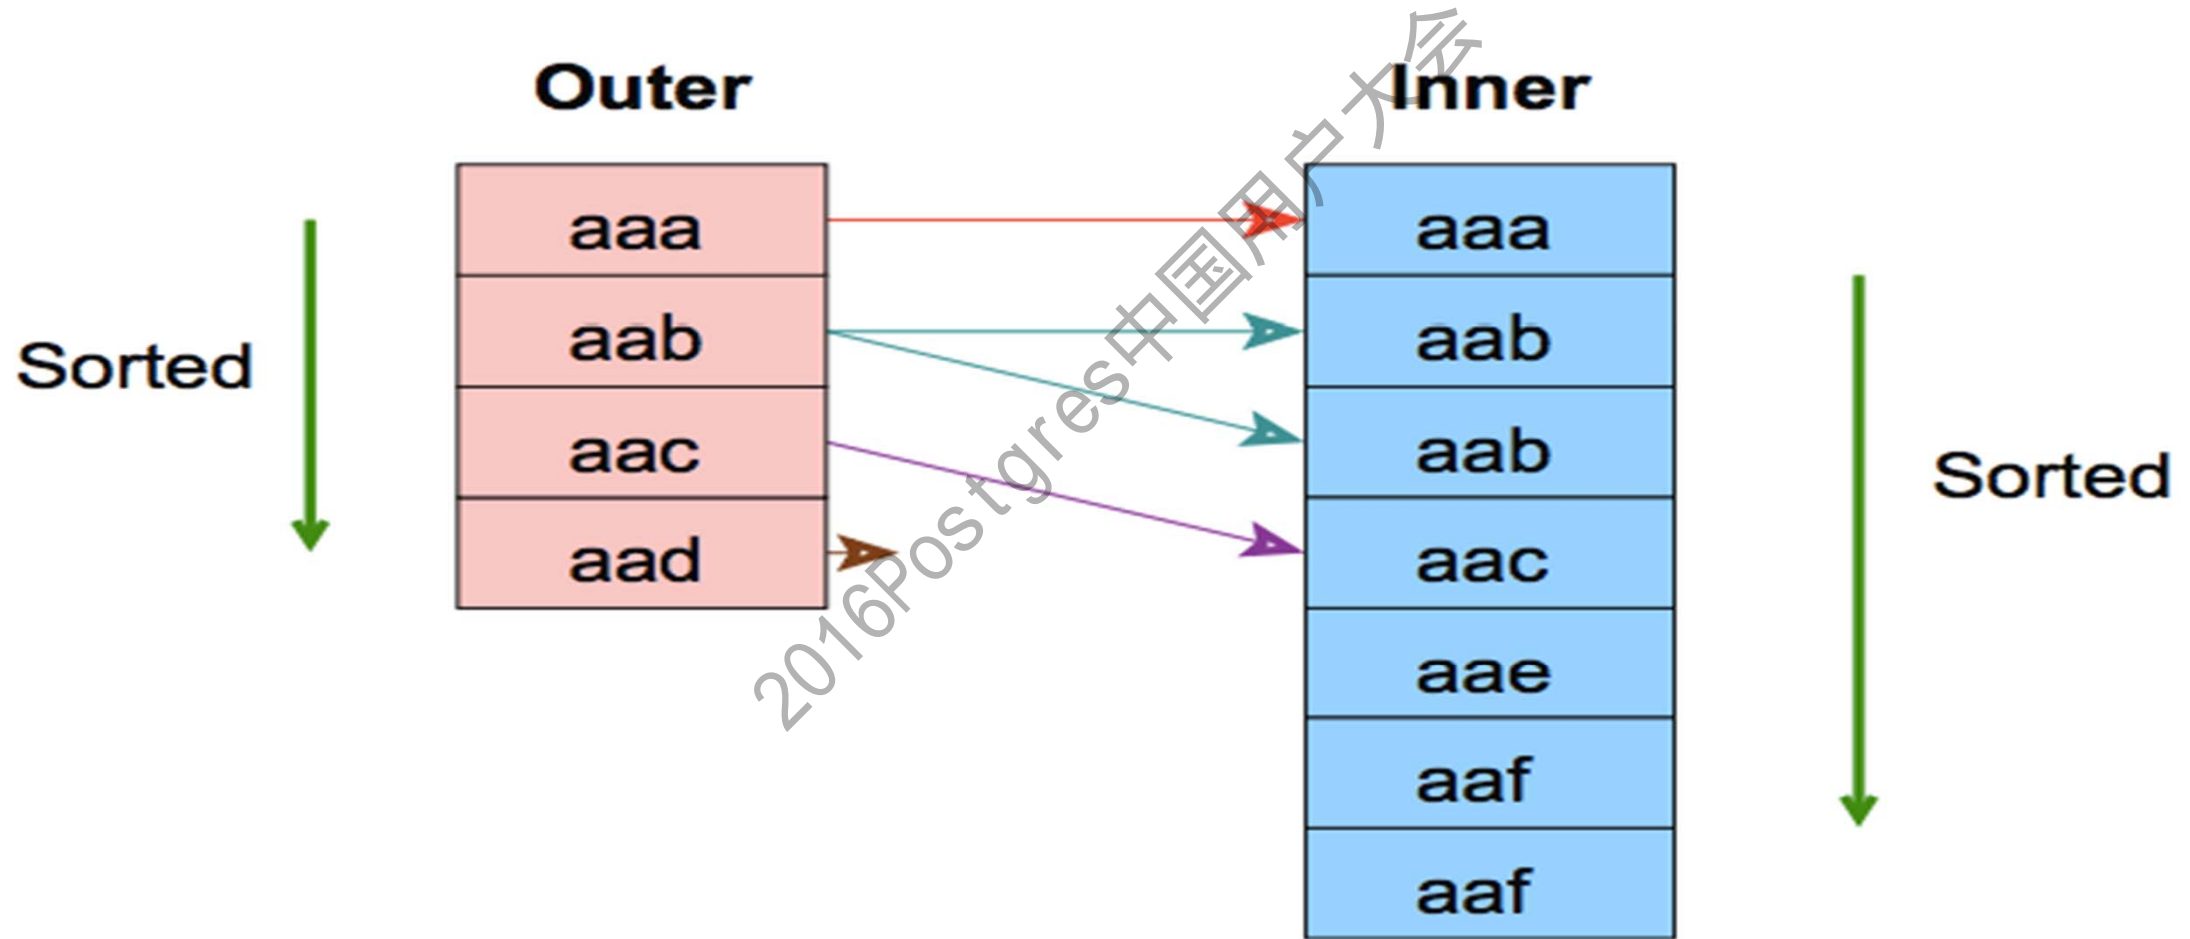 Outer
Inner
Sorted
aaa
aab
aac
aad
aaa
aab
aab
aac
aae
aaf
aaf
Sorted
2016Postgres中国用户大会